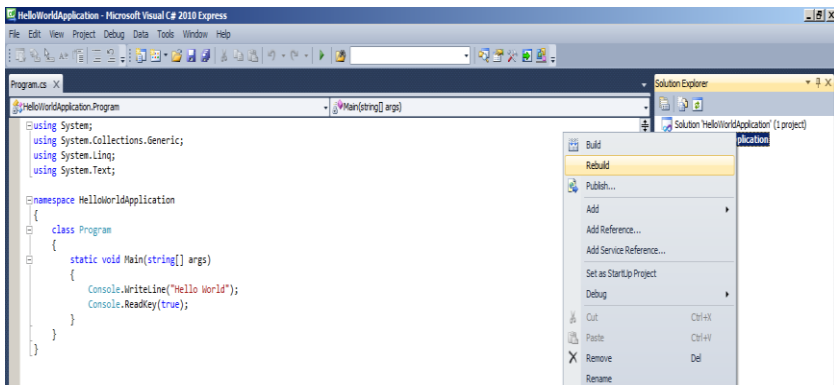 HelloWorldApplication - Microsoft Visual C# 2010 Express
File Edit View Project Debug Data Tools Window Help
Program.cs X
Solution Explorer
HelloWorldApplication.Program
Main(string[] args)
Solution 'HelloWorldApplication' (1 project)
plication
using System;
using System.Collections.Generic;
using System.Linq;
using System.Text;
namespace HelloWorldApplication
{
class Program
{
static void Main(string[] args)
{
Console.WriteLine("Hello World");
Console.ReadKey(true);
}
}
}
Build
Rebuild
Publish...
Add
Add Reference...
Add Service Reference...
Set as StartUp Project
Debug
Cut Ctrl+X
Paste Ctrl+V
Remove Del
Rename